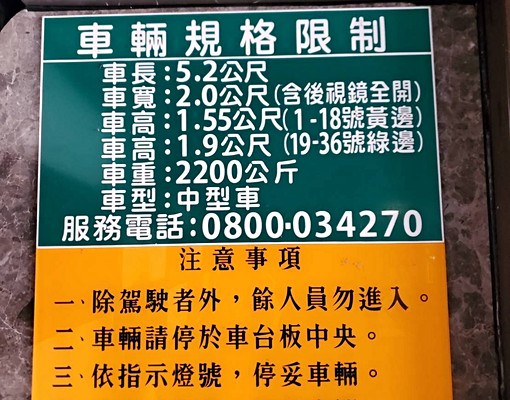 車輛規格限制
車長:5.2公尺
車寬:2.0公尺(含後視鏡全開)
車高:1.55公尺(1-18號黃邊)
車高:1.9公尺(19-36號綠邊)
車重:2200公斤
車型:中型車
服務電話:0800-034270
注意事項
一、除駕駛者外，餘人員勿進入。
二、車輛請停於車台板中央。
三、依指示燈號，停妥車輛。